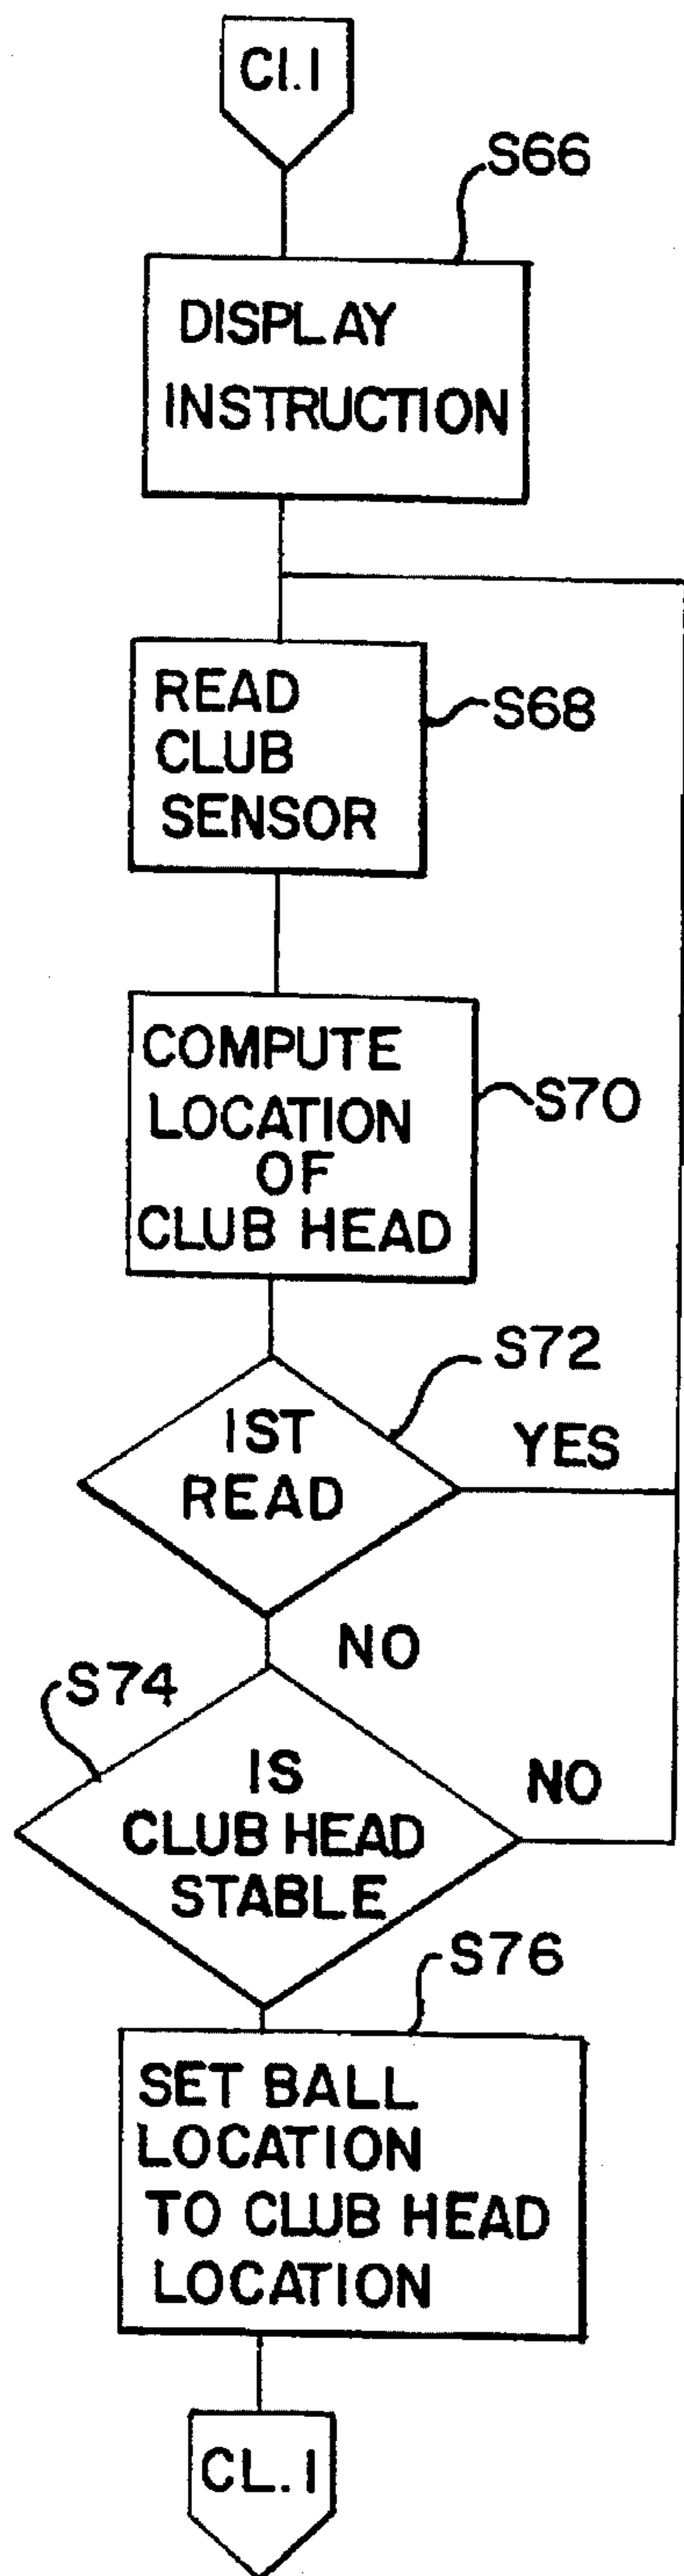 CI.I
S66
DISPLAY
INSTRUCTION
READ
CLUB
SENSOR
S68
COMPUTE
LOCATION
OF
CLUB HEAD
S70
S72
IST
READ
YES
NO
S74
IS
CLUB HEAD
STABLE
NO
S76
SET BALL
LOCATION
TO CLUB HEAD
LOCATION
CL.I